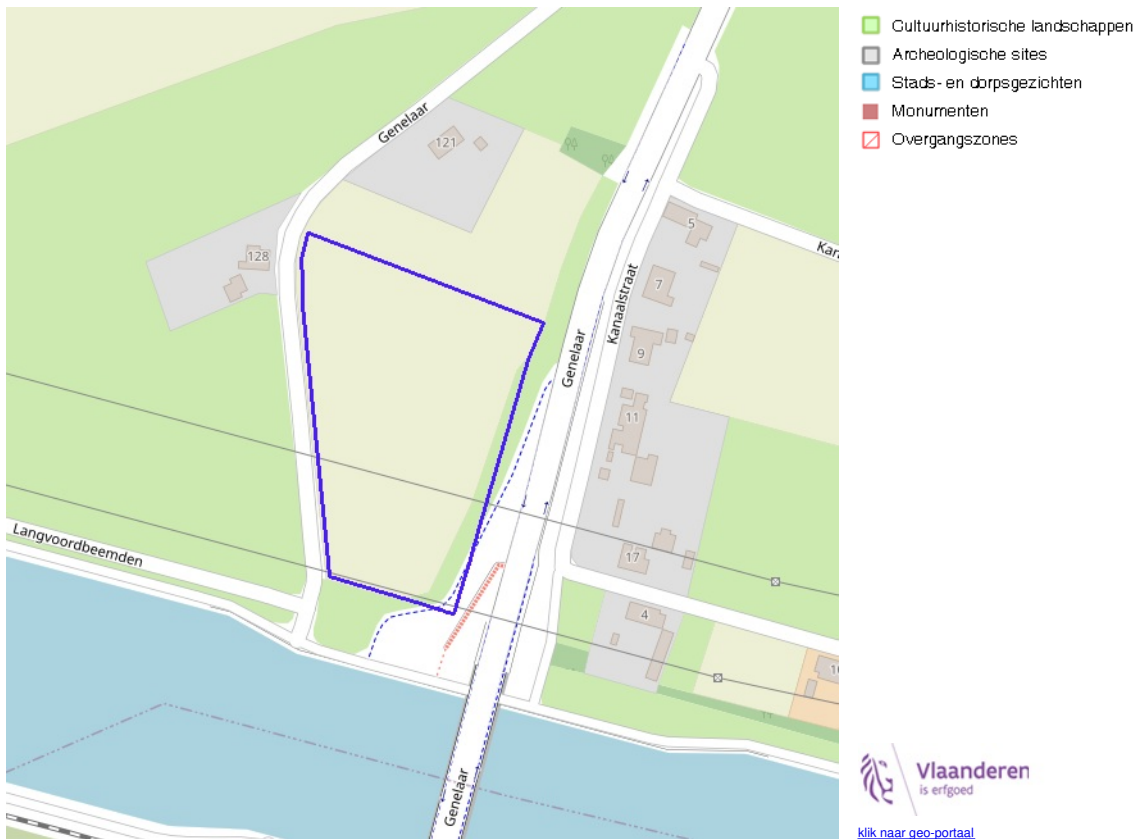 Cultuurhistorische landschappen
Archeologische sites
Stads- en dorpsgezichten
Monumenten
Overgangszones
Genelaar
121
128
5
Kan
7
Kanaalstraat
Genelaar
9
11
Langvoordbeemden
17
4
Genelaar
Vlaanderen
is erfgoed
klik naar geo-portaal